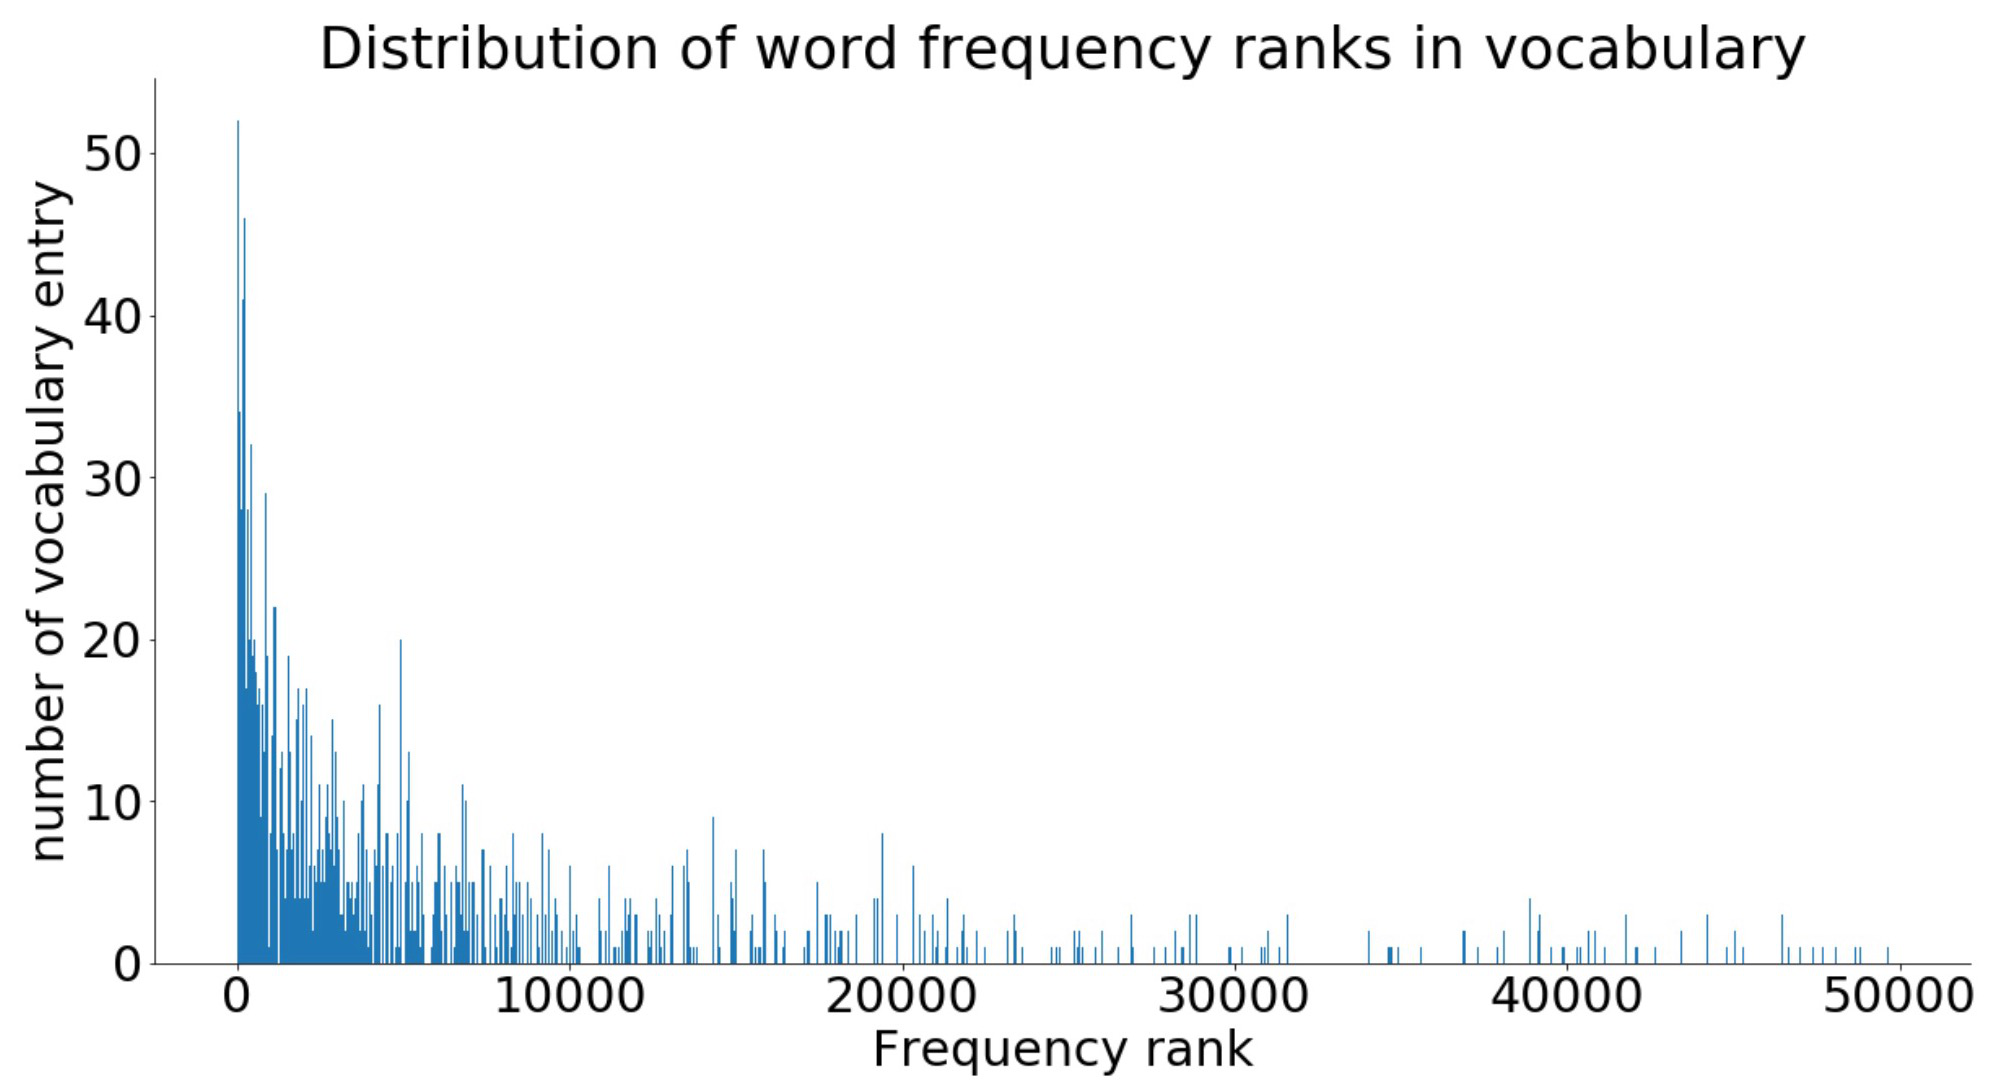 Distribution of word frequency ranks in vocabulary
number of vocabulary entry
50
40
30
20
10
0
0 10000 20000 30000 40000 50000
Frequency rank